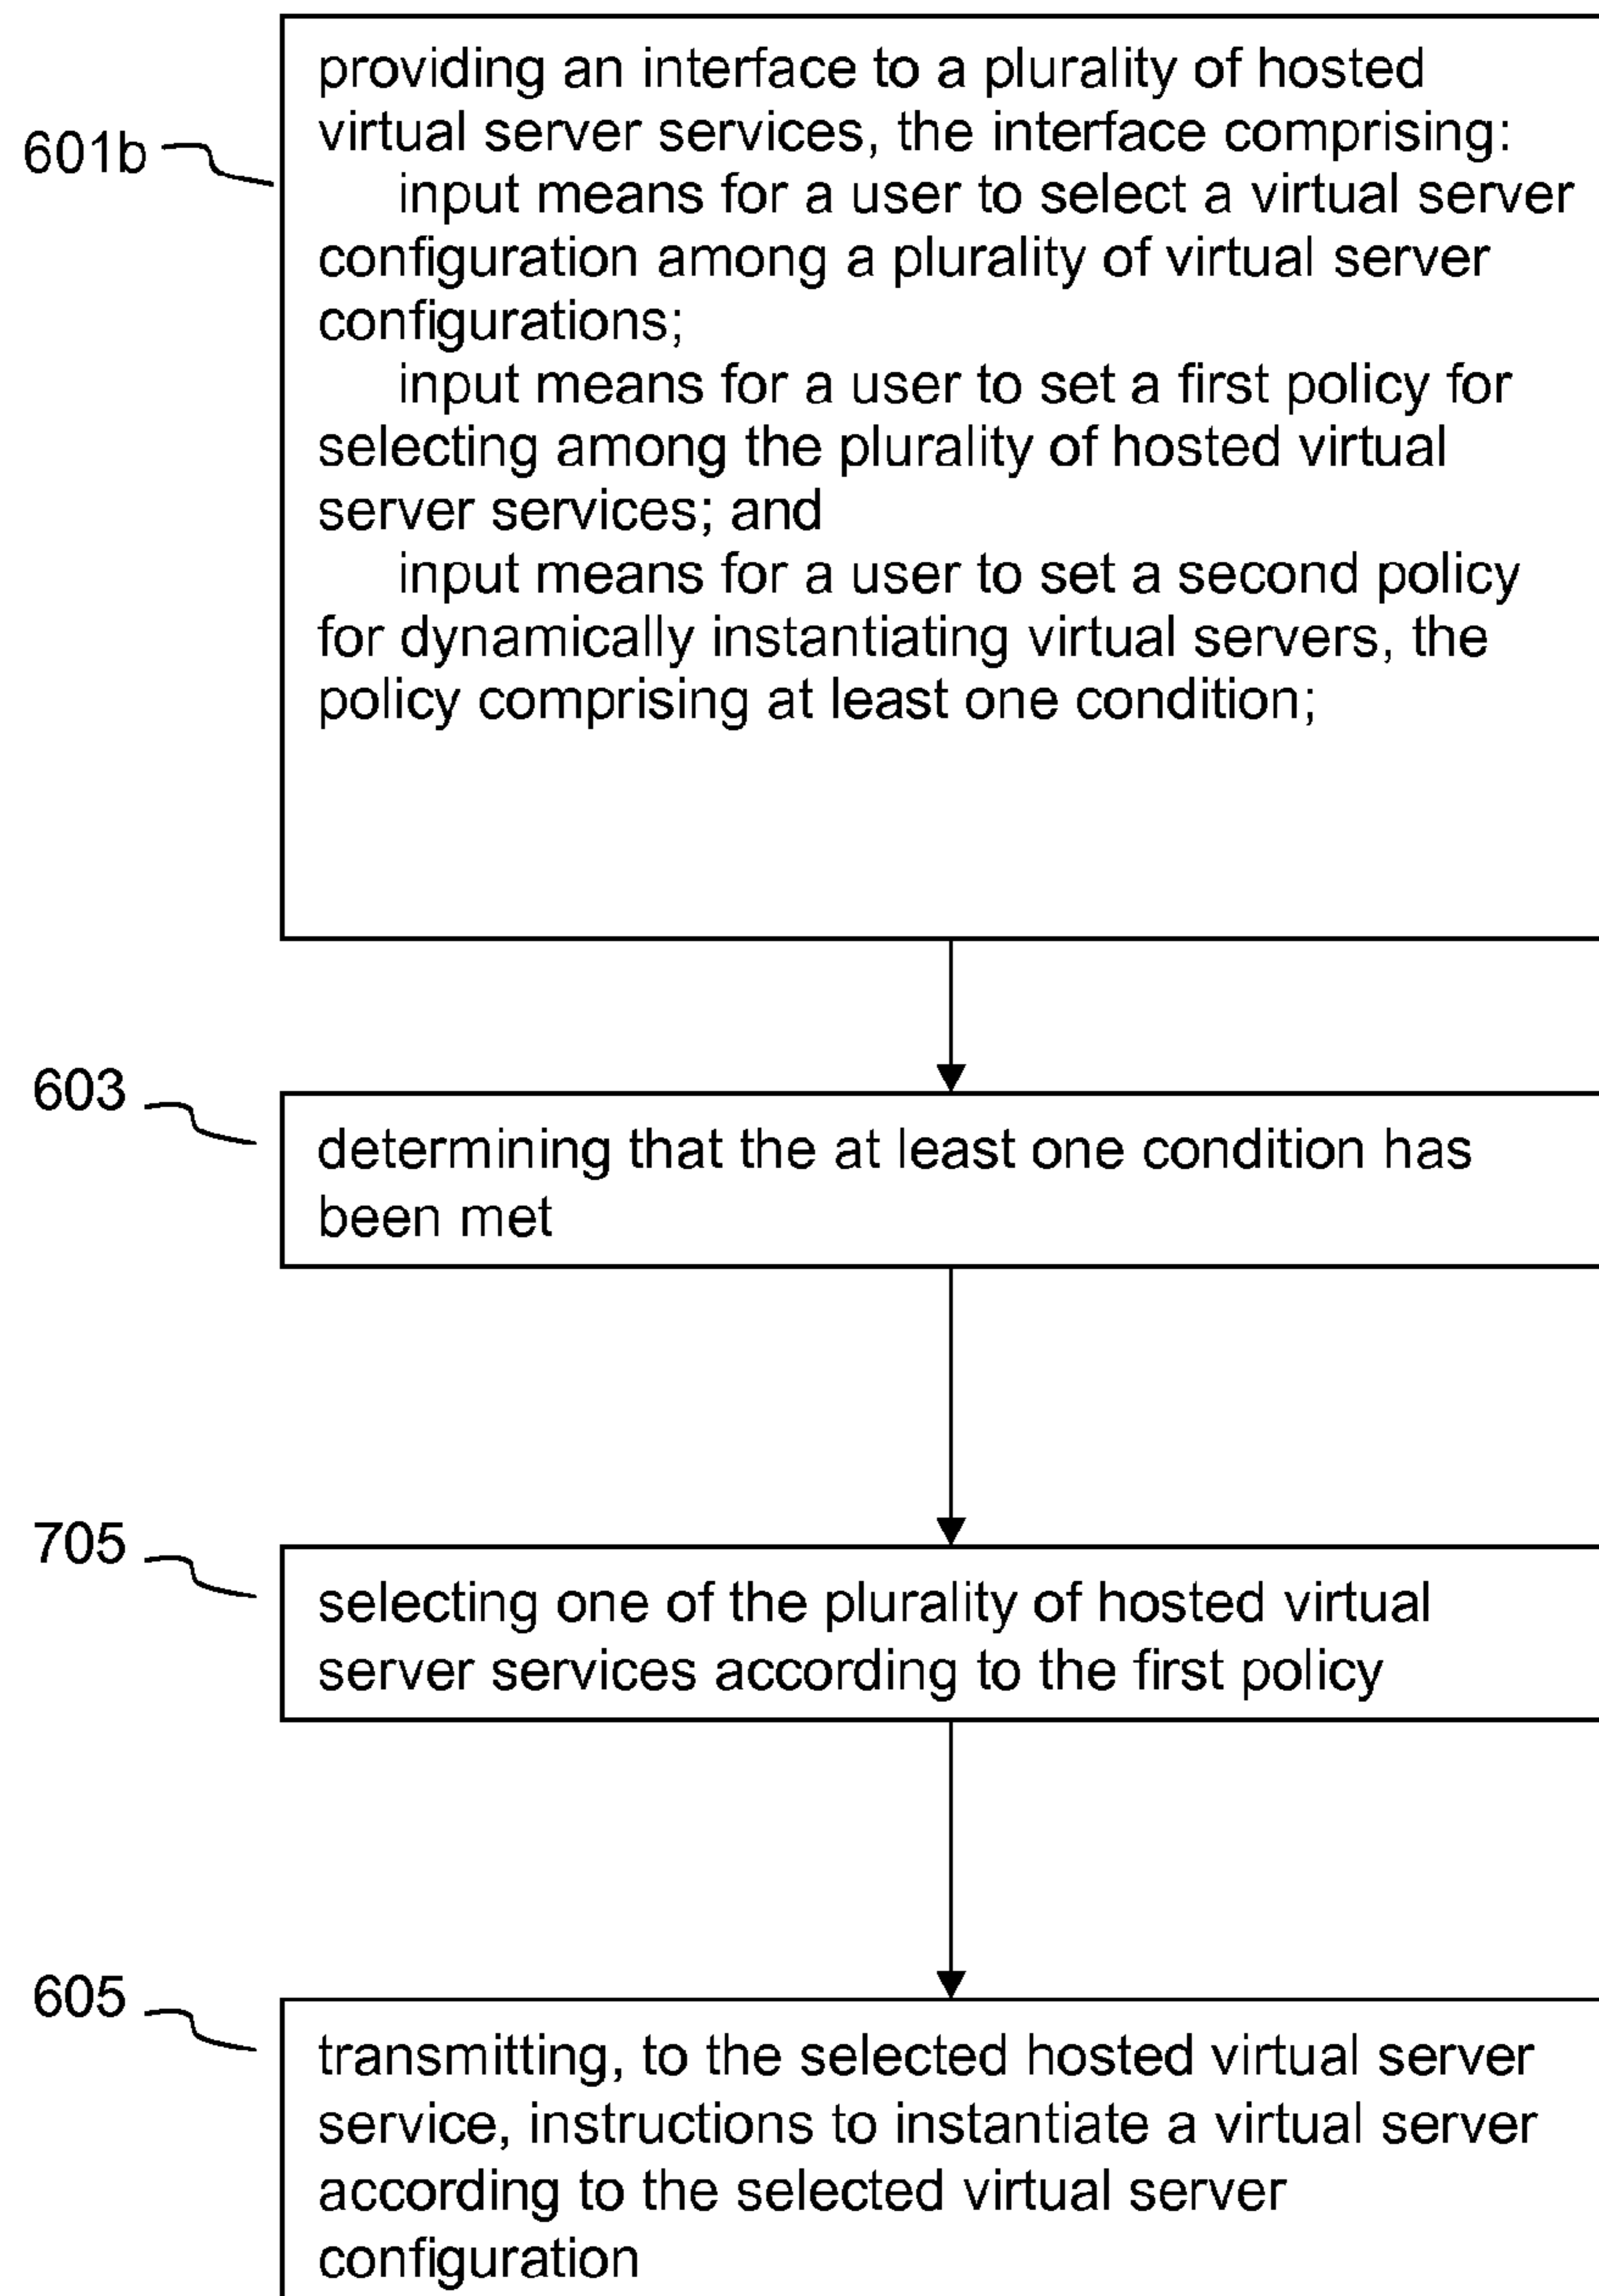 providing an interface to a plurality of hosted
virtual server services, the interface comprising:
601b
input means for a user to select a virtual server
configuration among a plurality of virtual server
configurations;
input means for a user to set a first policy for
selecting among the plurality of hosted virtual
server services; and
input means for a user to set a second policy
for dynamically instantiating virtual servers, the
policy comprising at least one condition;
603
determining that the at least one condition has
been met
705
selecting one of the plurality of hosted virtual
server services according to the first policy
605
transmitting, to the selected hosted virtual server
service, instructions to instantiate a virtual server
according to the selected virtual server
configuration